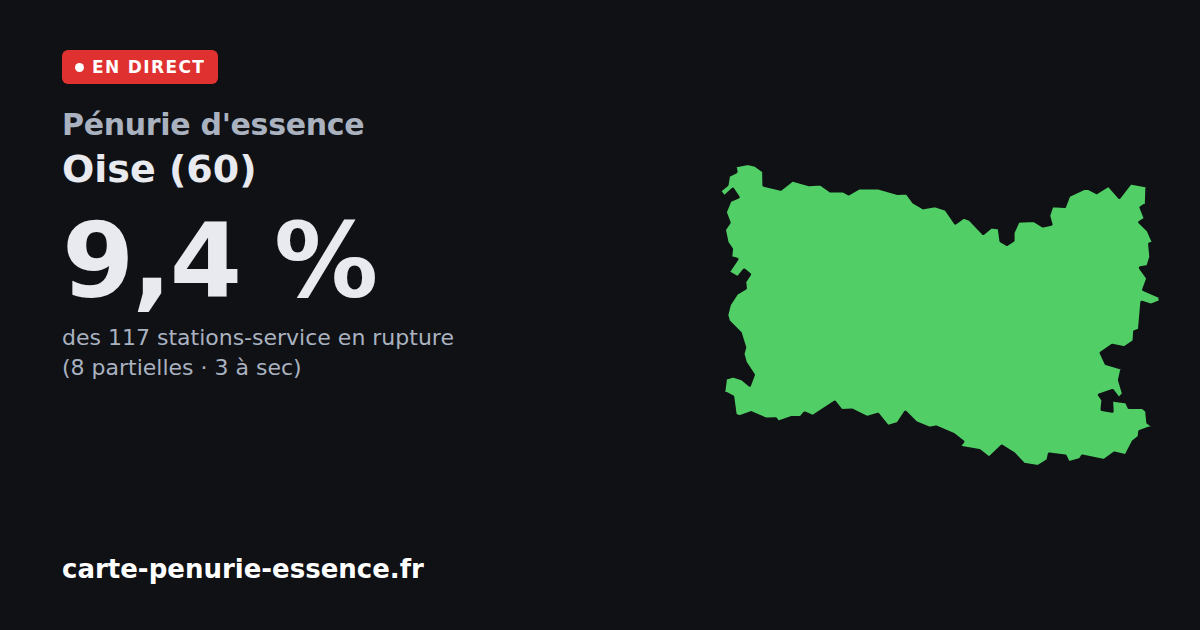 EN DIRECT
Pénurie d'essence
Oise (60)
9,4 %
des 117 stations-service en rupture
(8 partielles · 3 à sec)
carte-penurie-essence.fr